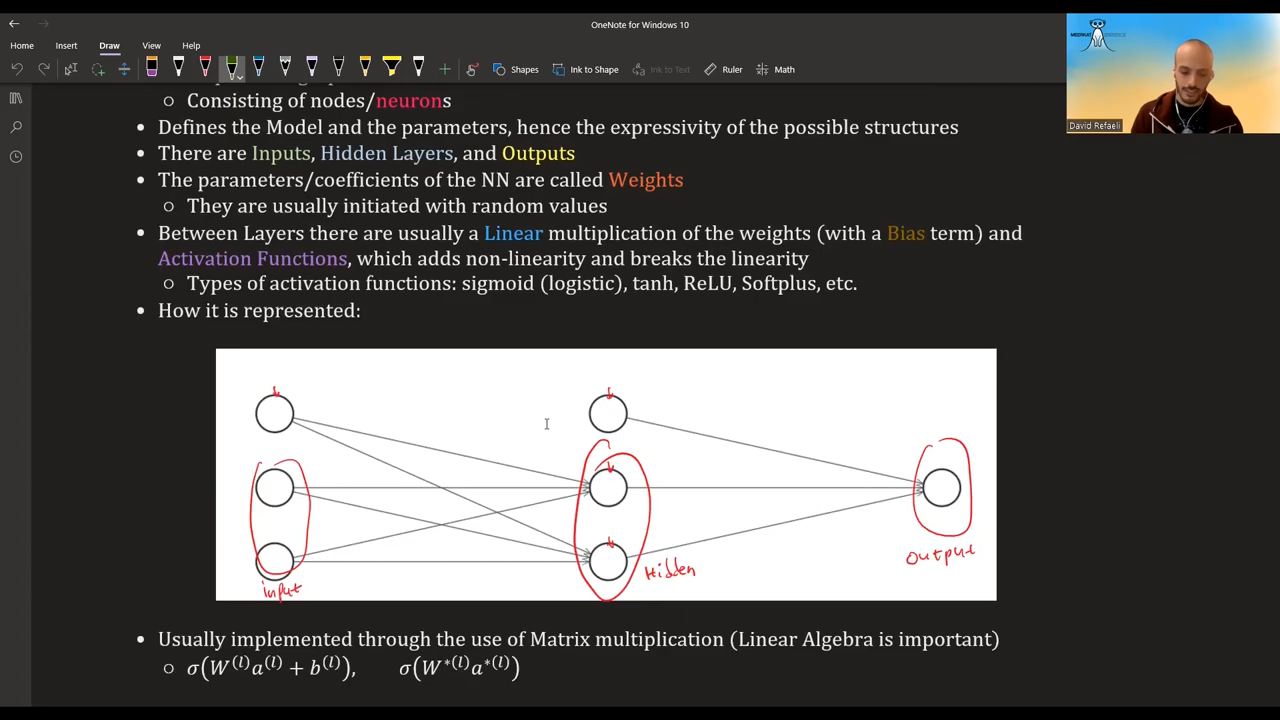 OneNote for Windows 10
Home Insert Draw View Help
Shapes Ink to Shape Ink to Text Ruler Math
MEERKAT
David Refaeli
○ Consisting of nodes/neurons
• Defines the Model and the parameters, hence the expressivity of the possible structures
• There are Inputs, Hidden Layers, and Outputs
• The parameters/coefficients of the NN are called Weights
○ They are usually initiated with random values
• Between Layers there are usually a Linear multiplication of the weights (with a Bias term) and
Activation Functions, which adds non-linearity and breaks the linearity
○ Types of activation functions: sigmoid (logistic), tanh, ReLU, Softplus, etc.
• How it is represented:
output
Hidden
input
• Usually implemented through the use of Matrix multiplication (Linear Algebra is important)
○ σ(W^(l)a^(l) + b^(l)), σ(W^*(l)a^*(l))